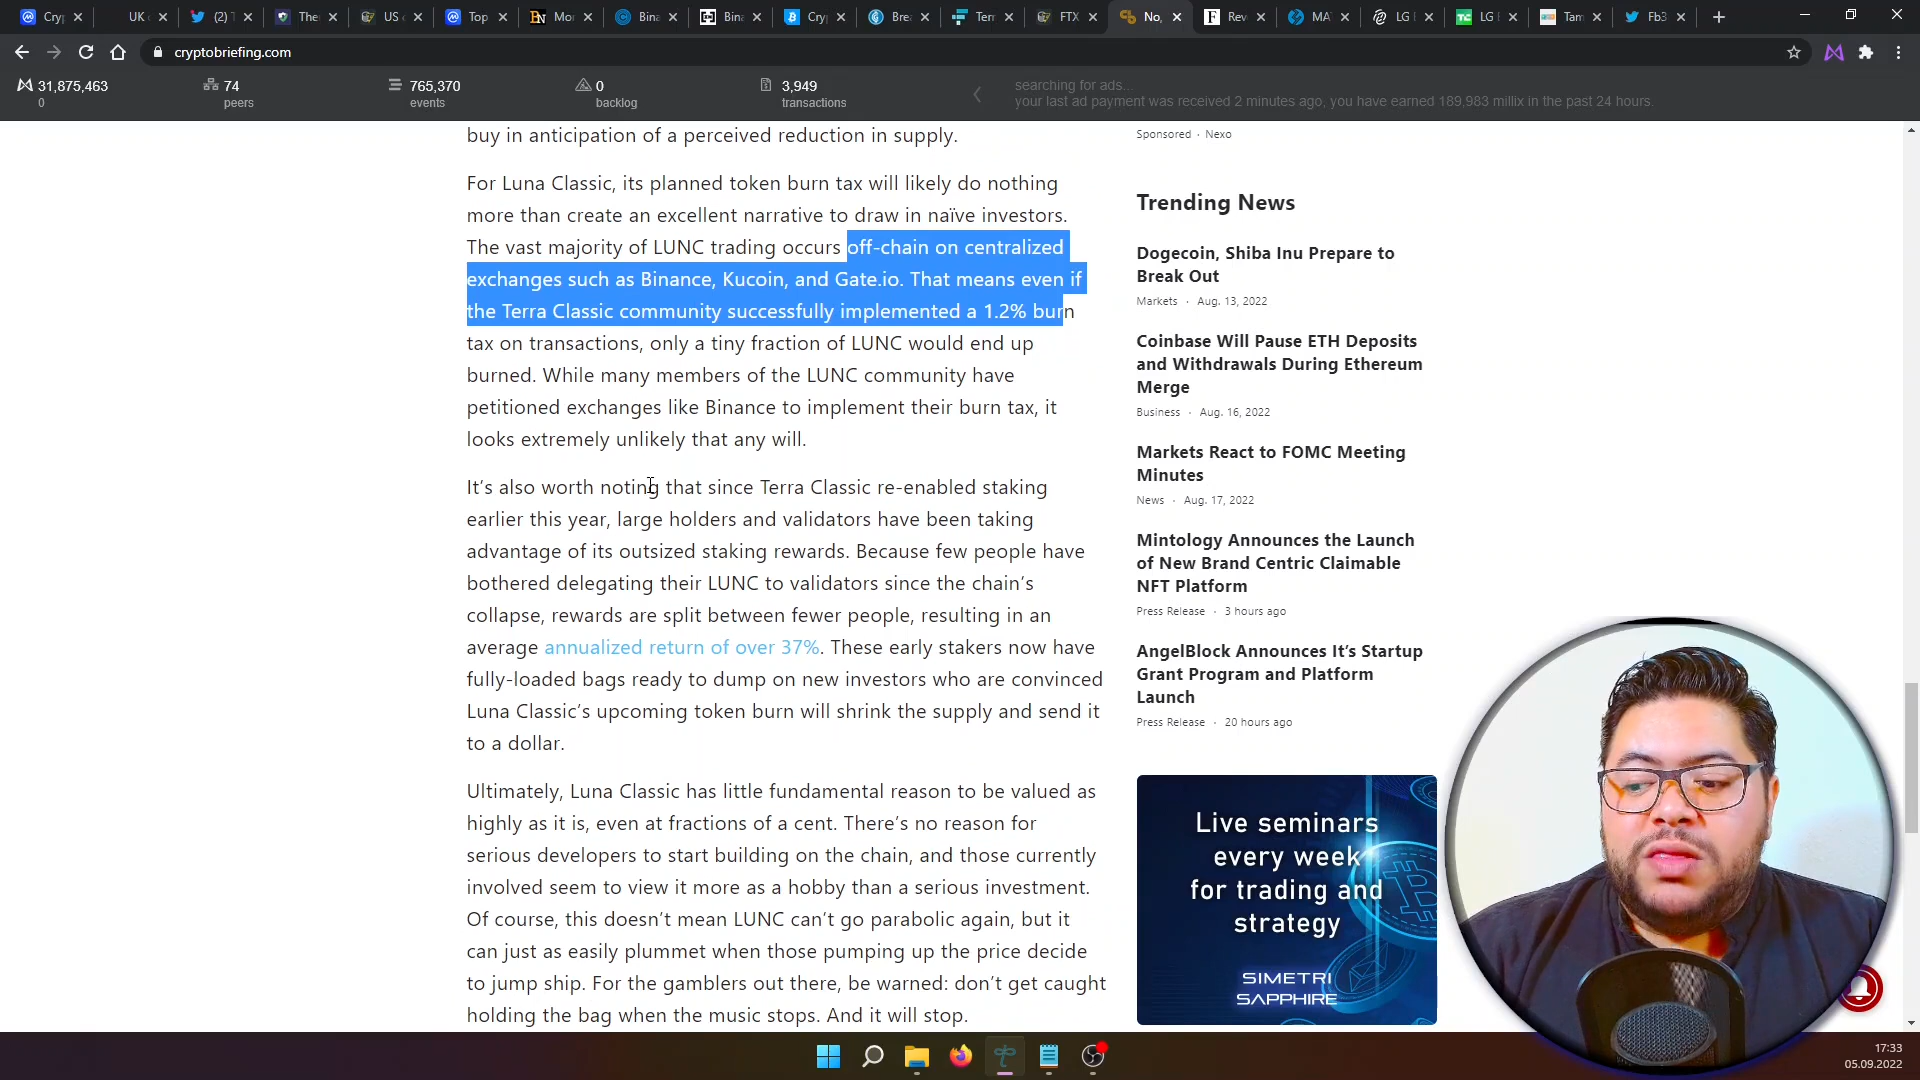 Cryp
UK
(2) T
The
US
Top
Mor
Bina
Bina
Cryp
Brea
Terr
FTX
No,
Rev
MA
LG
LG
Tam
Fb3
cryptobriefing.com
31,875,463
0
74
peers
765,370
events
0
backlog
3,949
transactions
searching for ads...
your last ad payment was received 2 minutes ago, you have earned 189,983 millix in the past 24 hours.
buy in anticipation of a perceived reduction in supply.
For Luna Classic, its planned token burn tax will likely do nothing
more than create an excellent narrative to draw in naïve investors.
The vast majority of LUNC trading occurs off-chain on centralized
exchanges such as Binance, Kucoin, and Gate.io. That means even if
the Terra Classic community successfully implemented a 1.2% burn
tax on transactions, only a tiny fraction of LUNC would end up
burned. While many members of the LUNC community have
petitioned exchanges like Binance to implement their burn tax, it
looks extremely unlikely that any will.
It's also worth noting that since Terra Classic re-enabled staking
earlier this year, large holders and validators have been taking
advantage of its outsized staking rewards. Because few people have
bothered delegating their LUNC to validators since the chain's
collapse, rewards are split between fewer people, resulting in an
average annualized return of over 37%. These early stakers now have
fully-loaded bags ready to dump on new investors who are convinced
Luna Classic's upcoming token burn will shrink the supply and send it
to a dollar.
Ultimately, Luna Classic has little fundamental reason to be valued as
highly as it is, even at fractions of a cent. There's no reason for
serious developers to start building on the chain, and those currently
involved seem to view it more as a hobby than a serious investment.
Of course, this doesn't mean LUNC can't go parabolic again, but it
can just as easily plummet when those pumping up the price decide
to jump ship. For the gamblers out there, be warned: don't get caught
holding the bag when the music stops. And it will stop.
Sponsored · Nexo
Trending News
Dogecoin, Shiba Inu Prepare to
Break Out
Markets · Aug. 13, 2022
Coinbase Will Pause ETH Deposits
and Withdrawals During Ethereum
Merge
Business · Aug. 16, 2022
Markets React to FOMC Meeting
Minutes
News · Aug. 17, 2022
Mintology Announces the Launch
of New Brand Centric Claimable
NFT Platform
Press Release · 3 hours ago
AngelBlock Announces It's Startup
Grant Program and Platform
Launch
Press Release · 20 hours ago
Live seminars
every week
for trading and
strategy
SIMETRI
SAPPHIRE
17:33
05.09.2022